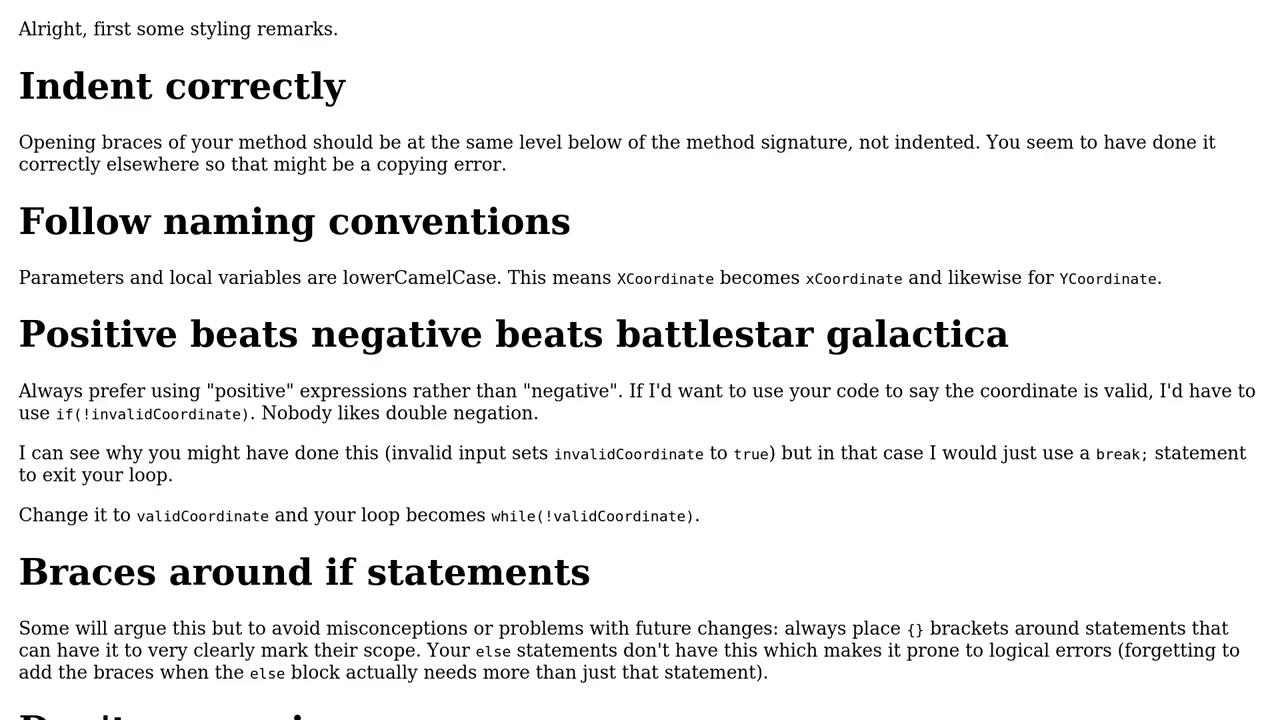 Alright, first some styling remarks.
Indent correctly
Opening braces of your method should be at the same level below of the method signature, not indented. You seem to have done it
correctly elsewhere so that might be a copying error.
Follow naming conventions
Parameters and local variables are lowerCamelCase. This means XCoordinate becomes xCoordinate and likewise for YCoordinate.
Positive beats negative beats battlestar galactica
Always prefer using "positive" expressions rather than "negative". If I'd want to use your code to say the coordinate is valid, I'd have to
use if(!invalidCoordinate). Nobody likes double negation.
I can see why you might have done this (invalid input sets invalidCoordinate to true) but in that case I would just use a break; statement
to exit your loop.
Change it to validCoordinate and your loop becomes while(!validCoordinate).
Braces around if statements
Some will argue this but to avoid misconceptions or problems with future changes: always place {} brackets around statements that
can have it to very clearly mark their scope. Your else statements don't have this which makes it prone to logical errors (forgetting to
add the braces when the else block actually needs more than just that statement).